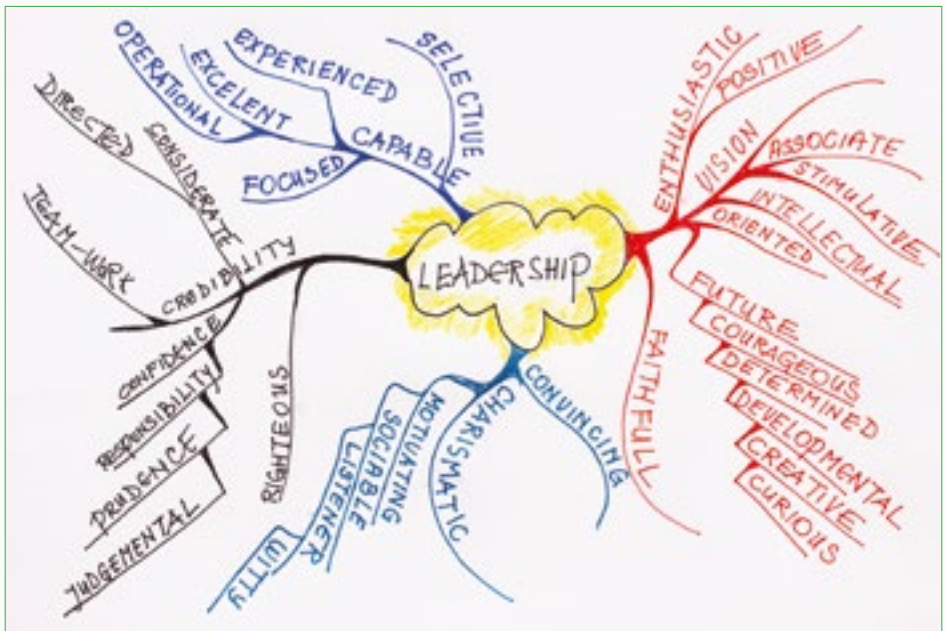 LEADERSHIP
SELECTIVE
CAPABLE
EXPERIENCED
EXCELENT
OPERATIONAL
FOCUSED
DIRECTED
CONSIDERATE
TEAM-WORK
CREDIBILITY
CONFIDENCE
RESPONSIBILITY
PRUDENCE
JUDGEMENTAL
RIGHTEOUS
CONVINCING
CHARISMATIC
MOTIVATING
SOCIABLE
LISTENER
WITTY
ENTHUSIASTIC
POSITIVE
VISION
ASSOCIATE
STIMULATIVE
INTELLECTUAL
ORIENTED
FUTURE
COURAGEOUS
DETERMINED
DEVELOPMENTAL
CREATIVE
CURIOUS
FAITHFULL